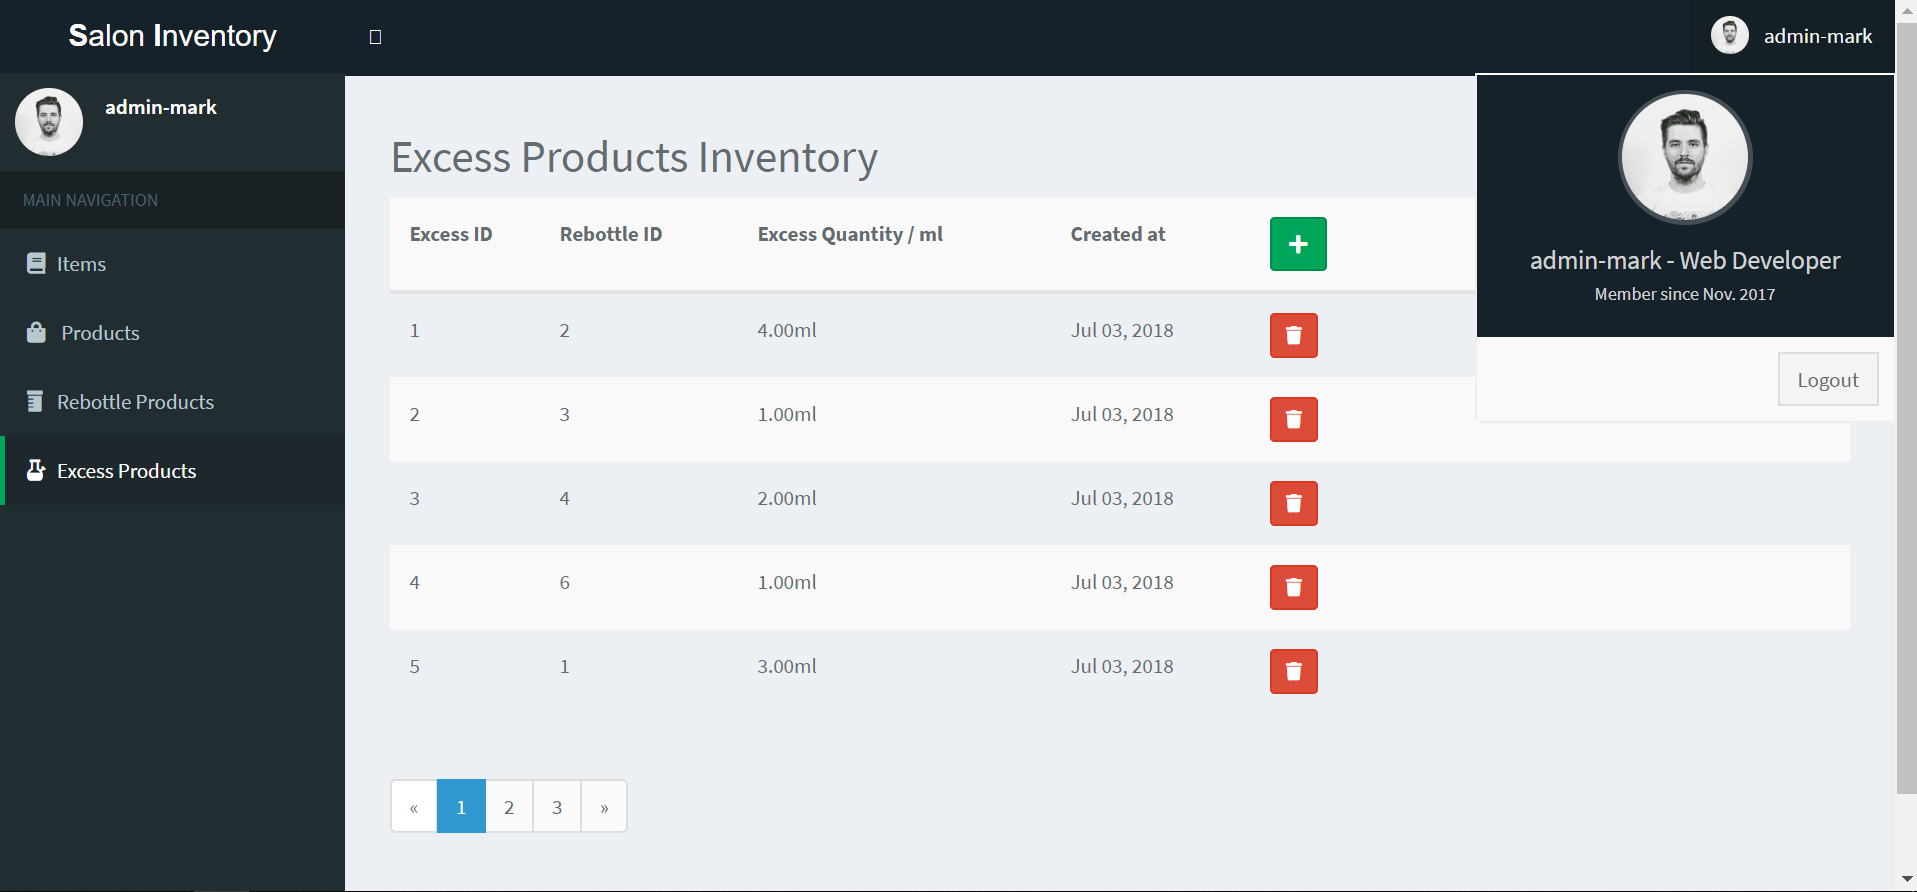 Salon Inventory
admin-mark
admin-mark
MAIN NAVIGATION
Items
Products
Rebottle Products
Excess Products
Excess Products Inventory
Excess ID Rebottle ID Excess Quantity / ml Created at
1 2 4.00ml Jul 03, 2018
2 3 1.00ml Jul 03, 2018
3 4 2.00ml Jul 03, 2018
4 6 1.00ml Jul 03, 2018
5 1 3.00ml Jul 03, 2018
« 1 2 3 »
admin-mark - Web Developer
Member since Nov. 2017
Logout